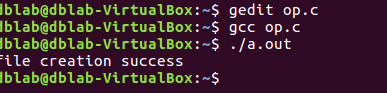 dblab@dblab-VirtualBox:~$ gedit op.c
dblab@dblab-VirtualBox:~$ gcc op.c
dblab@dblab-VirtualBox:~$ ./a.out
file creation success
dblab@dblab-VirtualBox:~$